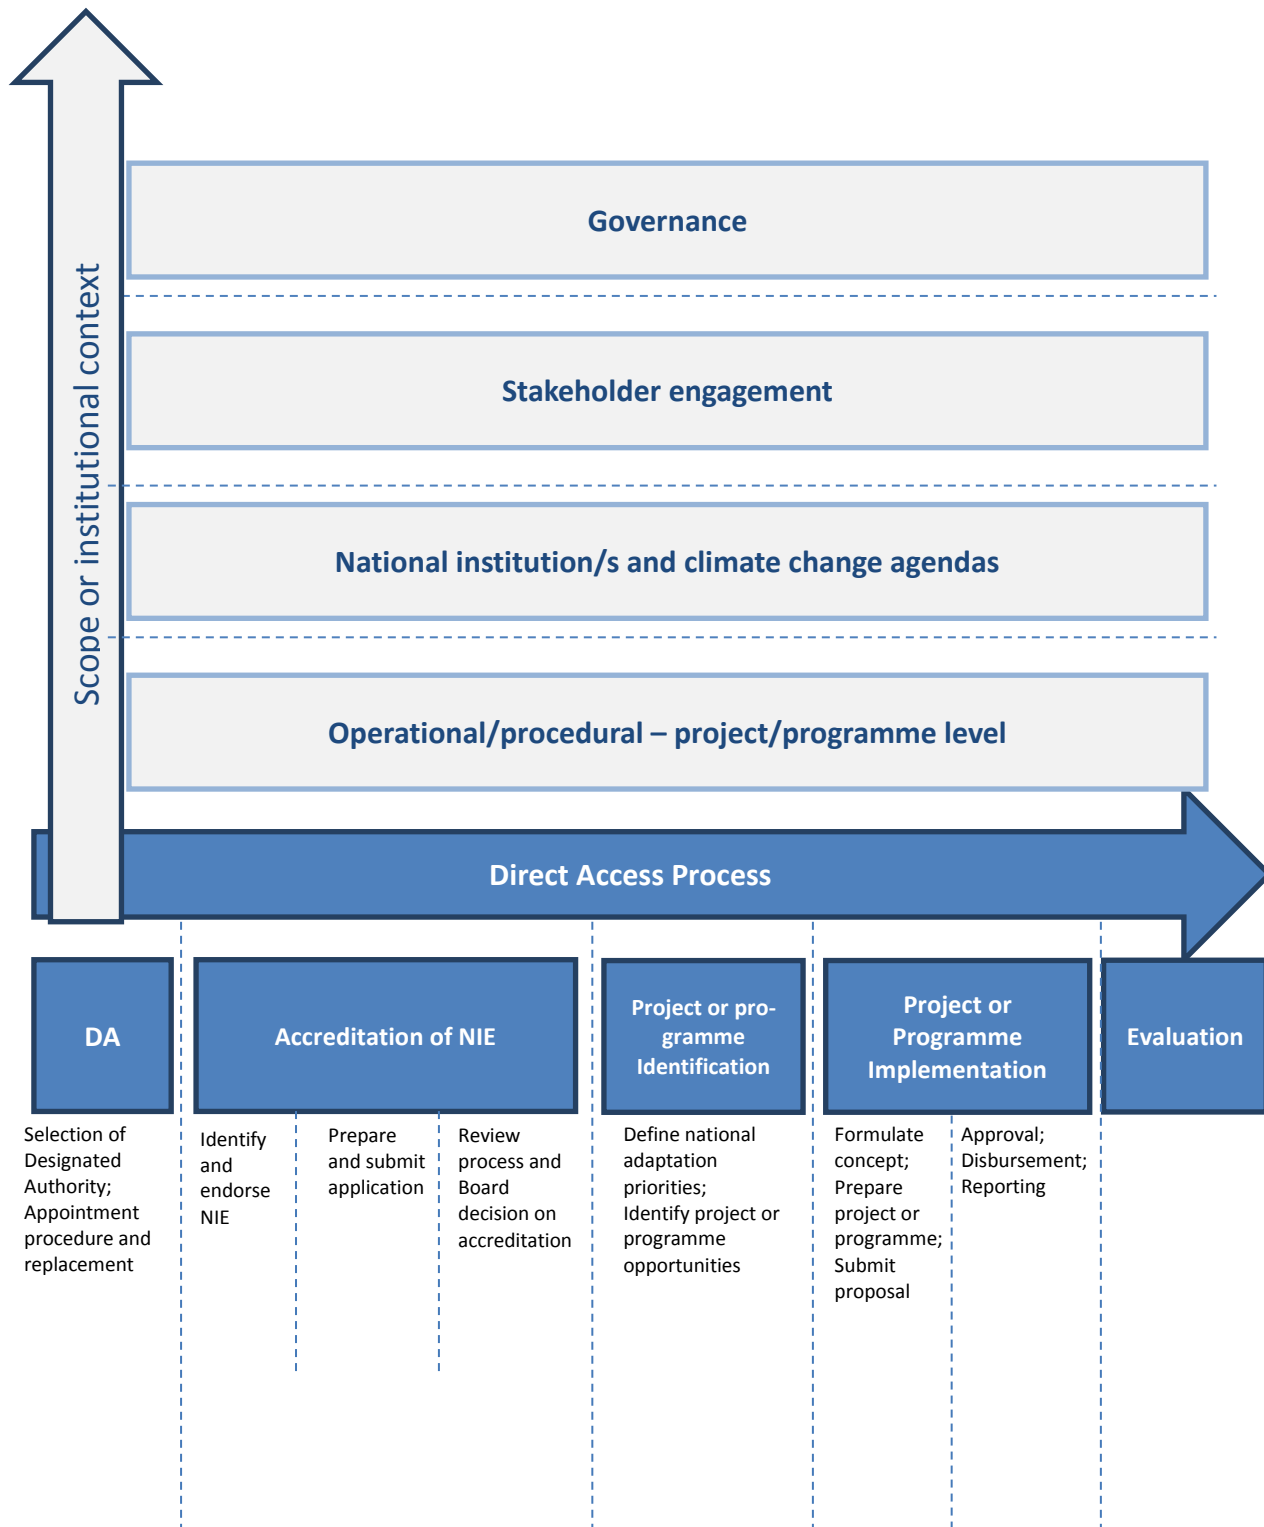 Scope or institutional context
Governance
Stakeholder engagement
National institution/s and climate change agendas
Operational/procedural – project/programme level
Direct Access Process
DA
Accreditation of NIE
Project or pro-
gramme
Identification
Project or
Programme
Implementation
Evaluation
Selection of
Designated
Authority;
Appointment
procedure and
replacement
Identify
and
endorse
NIE
Prepare
and submit
application
Review
process and
Board
decision on
accreditation
Define national
adaptation
priorities;
Identify project or
programme
opportunities
Formulate
concept;
Prepare
project or
programme;
Submit
proposal
Approval;
Disbursement;
Reporting